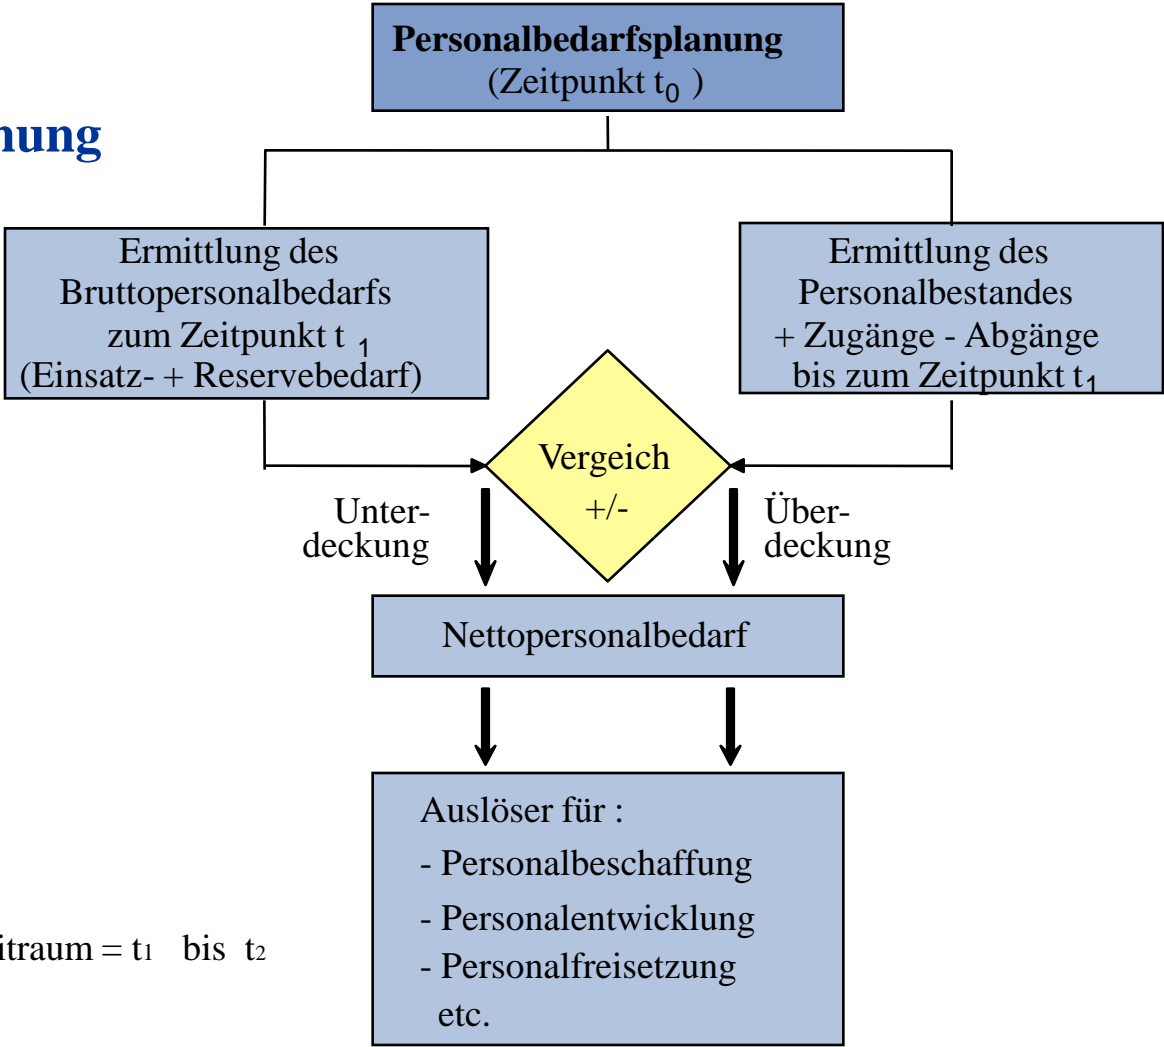 Personalbedarfsplanung
(Zeitpunkt t₀ )
nung
Ermittlung des
Bruttopersonalbedarfs
zum Zeitpunkt t ₁
(Einsatz- + Reservebedarf)
Ermittlung des
Personalbestandes
+ Zugänge - Abgänge
bis zum Zeitpunkt t₁
Vergeich
+/-
Unter-
deckung
Über-
deckung
Nettopersonalbedarf
Auslöser für :
- Personalbeschaffung
- Personalentwicklung
- Personalfreisetzung
etc.
itraum = t₁ bis t₂